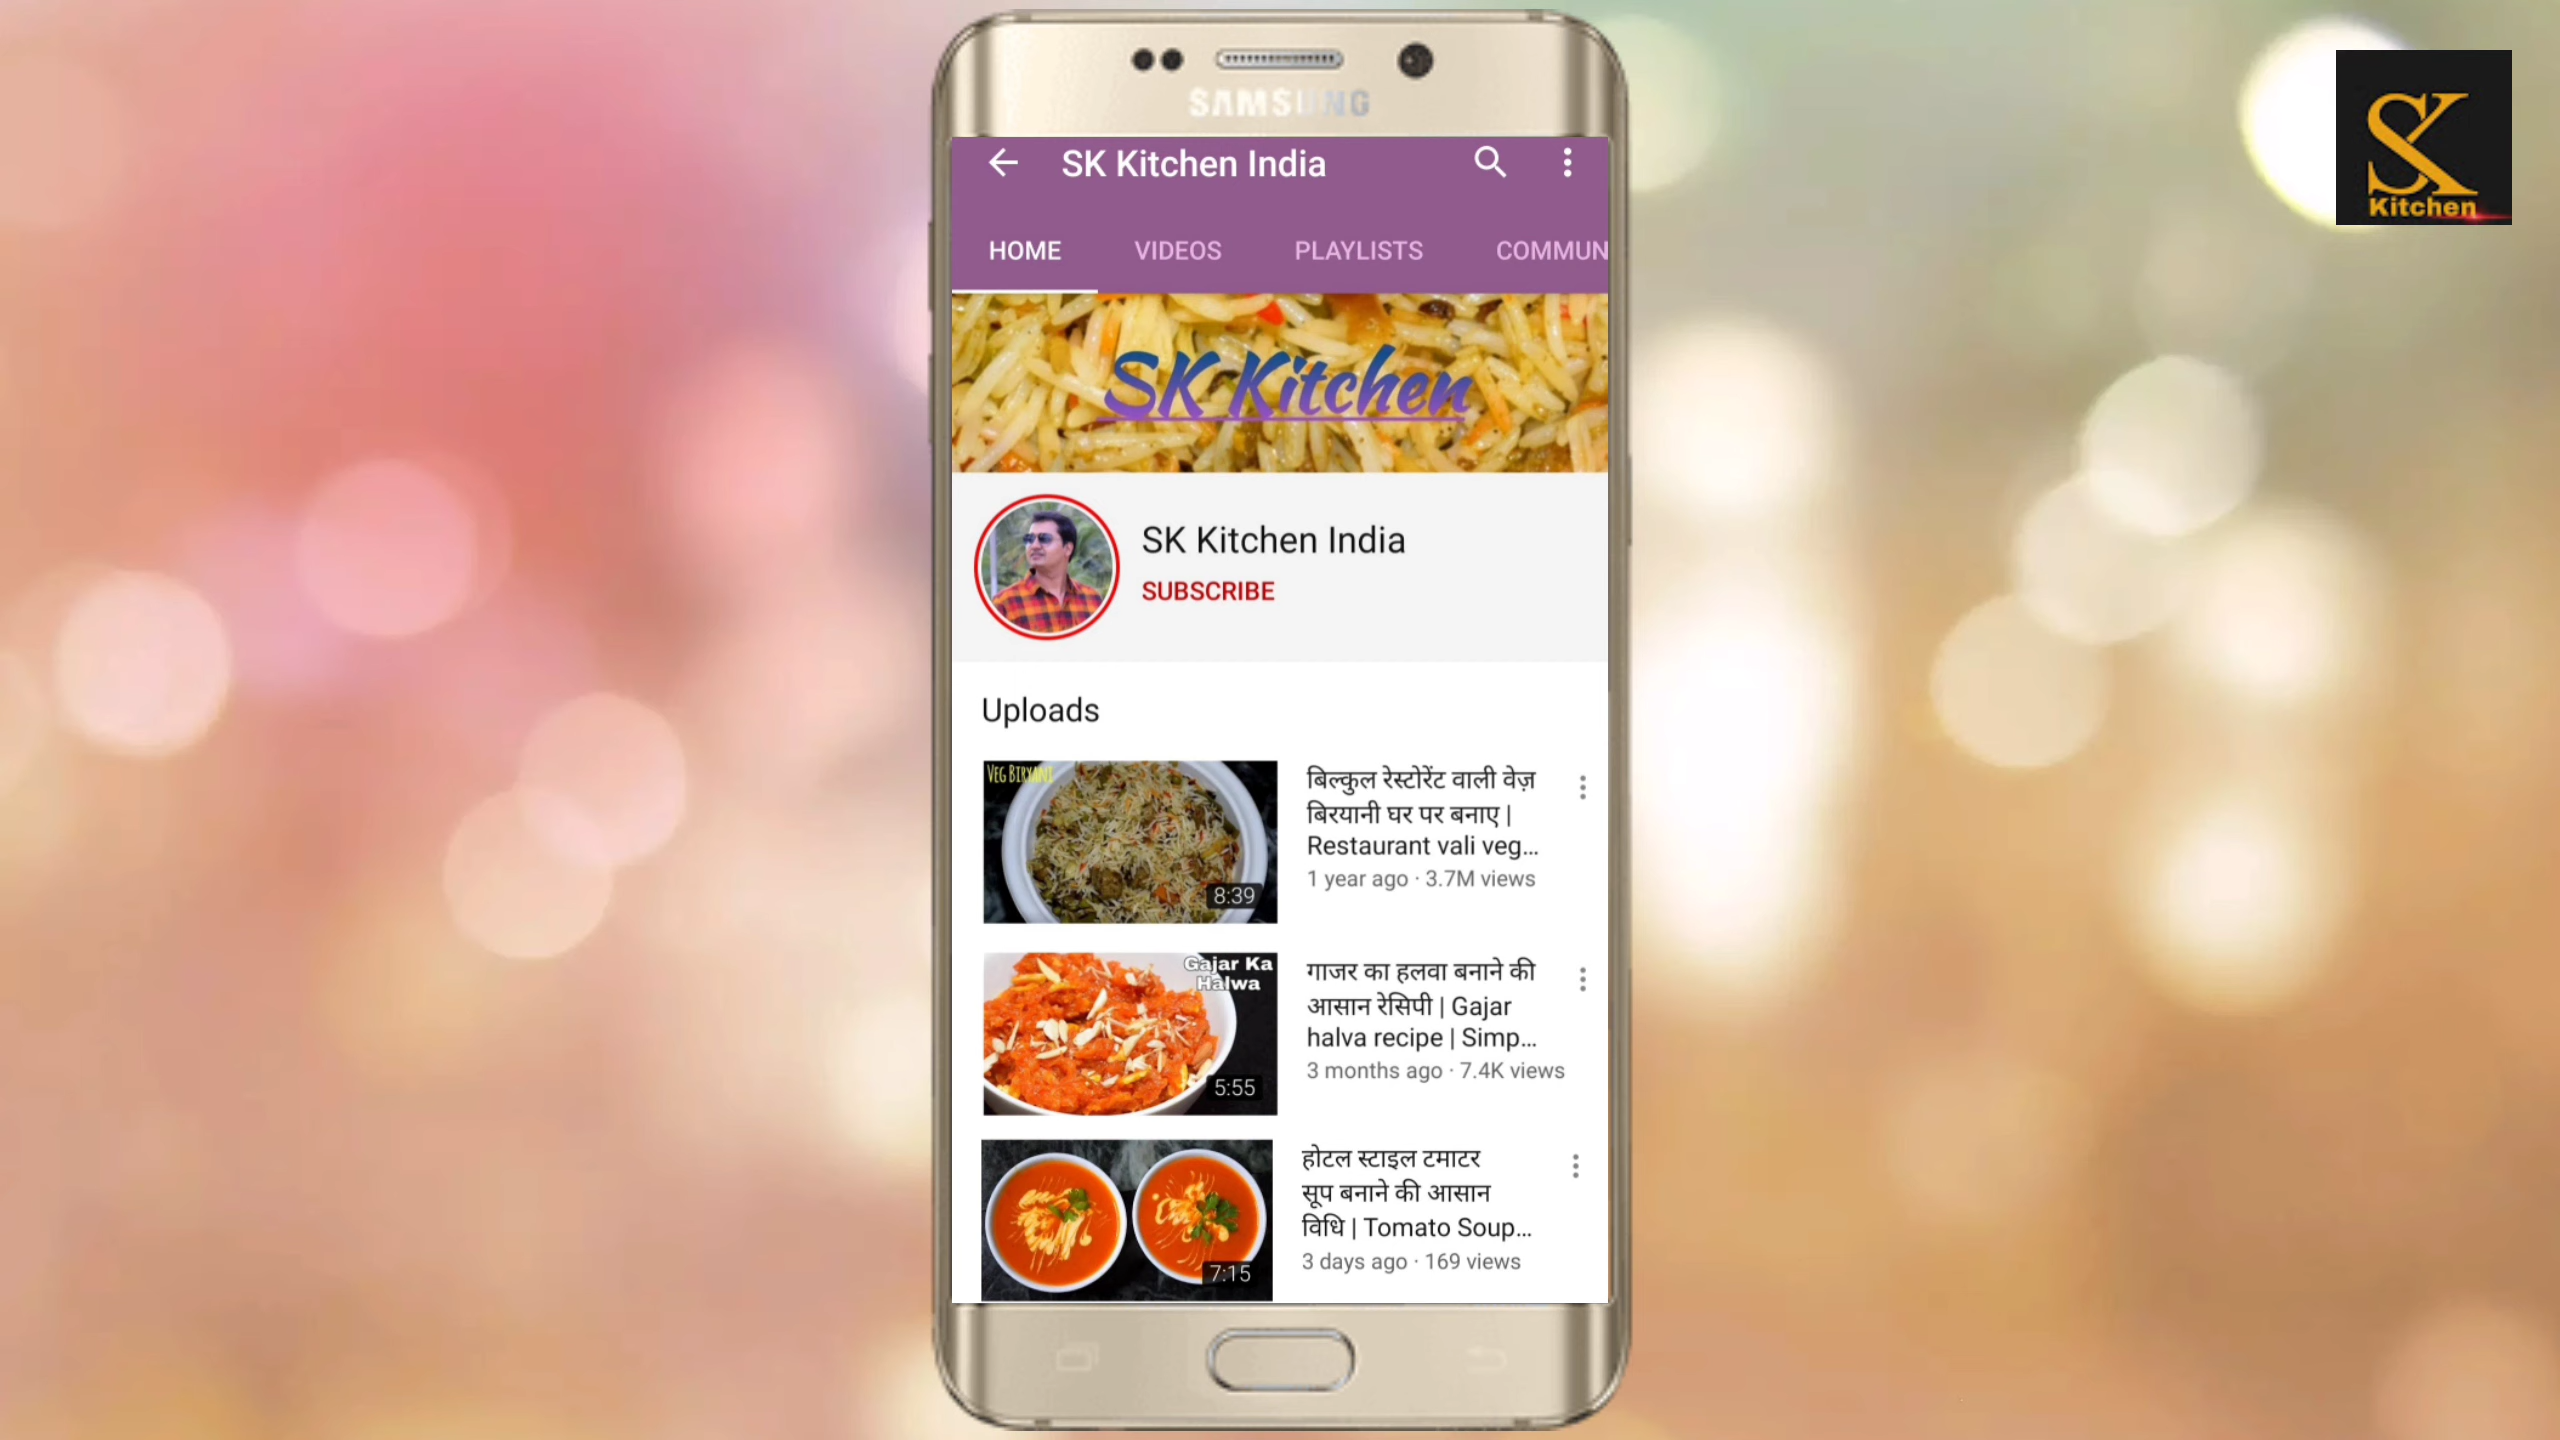 SAMSUNG
SK Kitchen India
HOME VIDEOS PLAYLISTS COMMUN
SK Kitchen
SK Kitchen India
SUBSCRIBE
Uploads
VEG BIRYANI
8:39
बिल्कुल रेस्टोरेंट वाली वेज़
बिरयानी घर पर बनाए |
Restaurant vali veg...
1 year ago · 3.7M views
Gajar Ka
Halwa
5:55
गाजर का हलवा बनाने की
आसान रेसिपी | Gajar
halva recipe | Simp...
3 months ago · 7.4K views
7:15
होटल स्टाइल टमाटर
सूप बनाने की आसान
विधि | Tomato Soup...
3 days ago · 169 views
SK
Kitchen